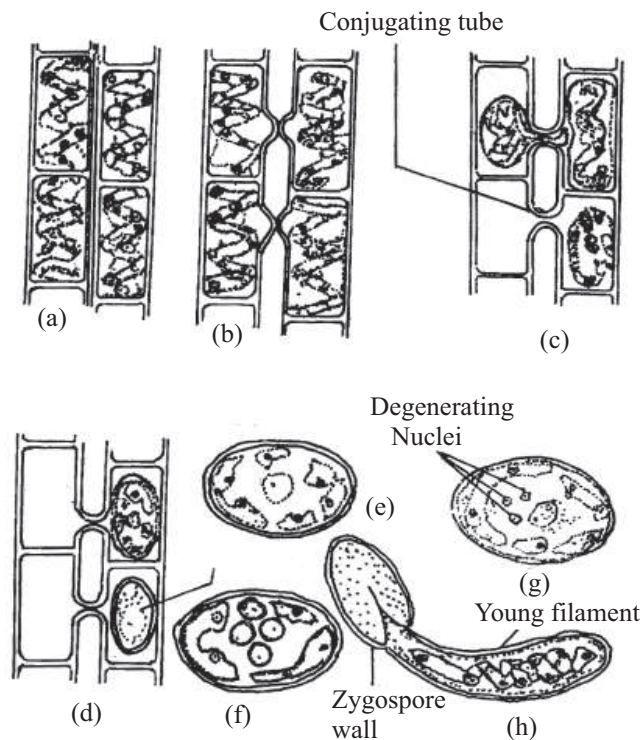 Conjugating tube
(a)
(b)
(c)
Degenerating
Nuclei
(e)
(g)
Young filament
(d)
(f)
Zygospore
wall
(h)